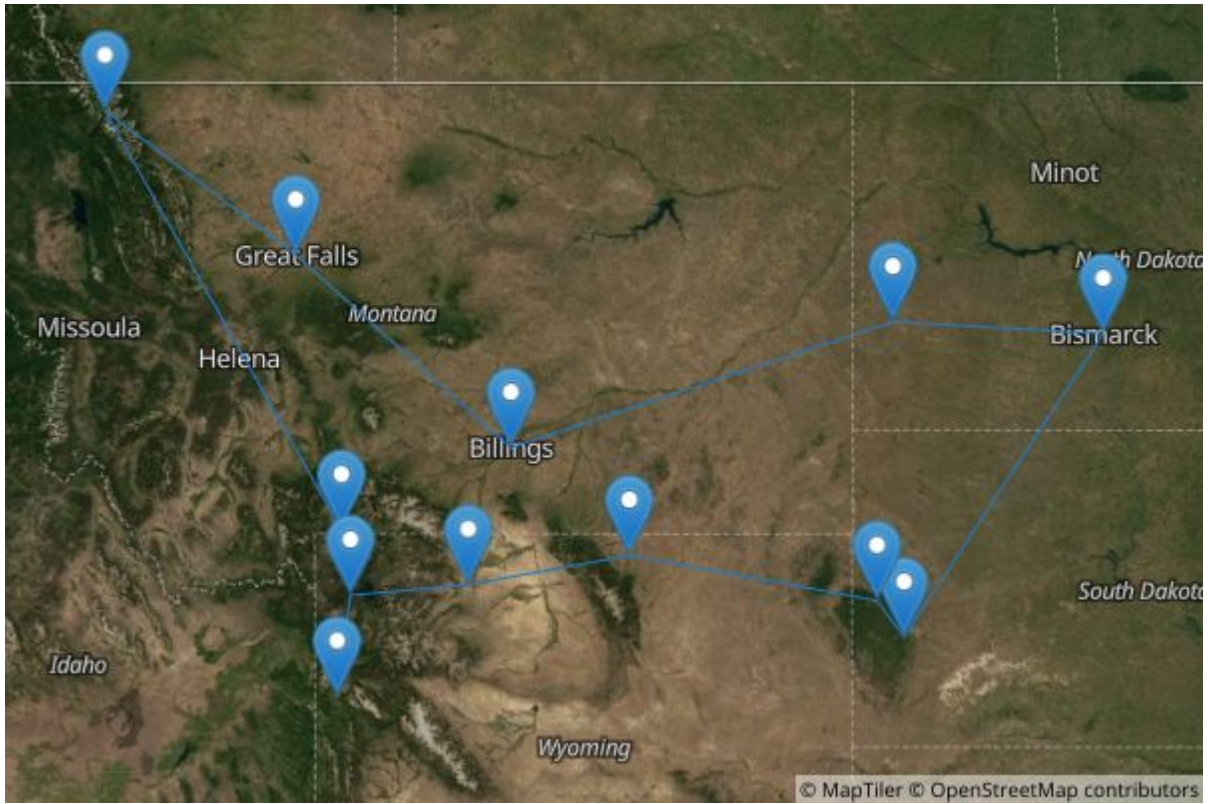 Minot
Great Falls
North Dakota
Montana
Missoula
Bismarck
Helena
Billings
South Dakota
Idaho
Wyoming
© MapTiler © OpenStreetMap contributors